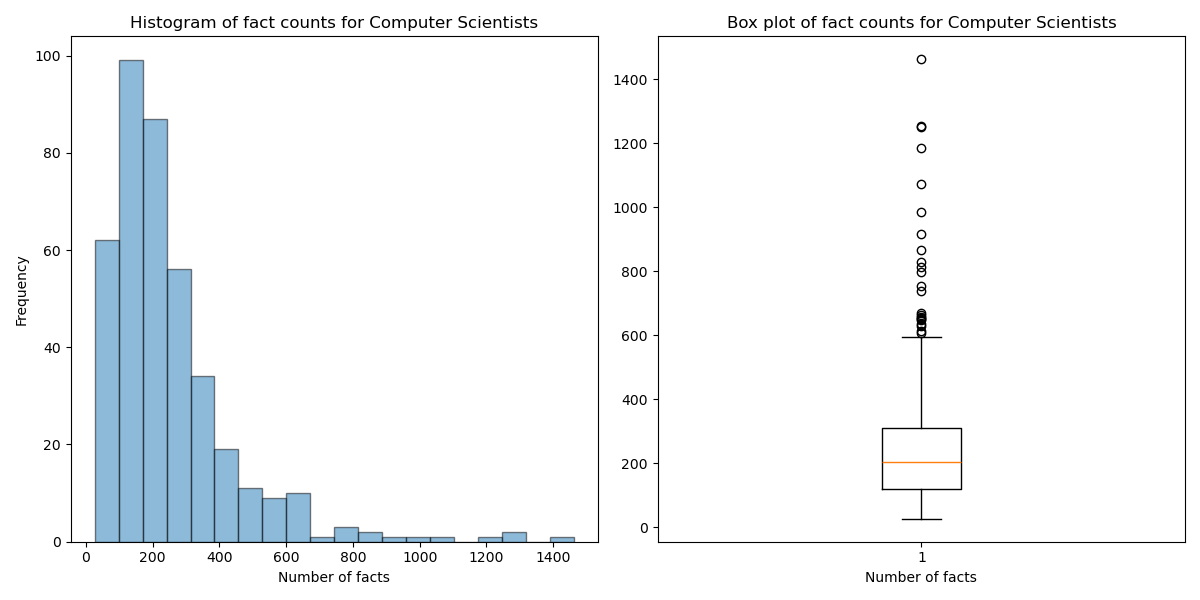 Histogram of fact counts for Computer Scientists
100
80
60
40
20
0
Frequency
0 200 400 600 800 1000 1200 1400
Number of facts
Box plot of fact counts for Computer Scientists
1400
1200
1000
800
600
400
200
0
1
Number of facts